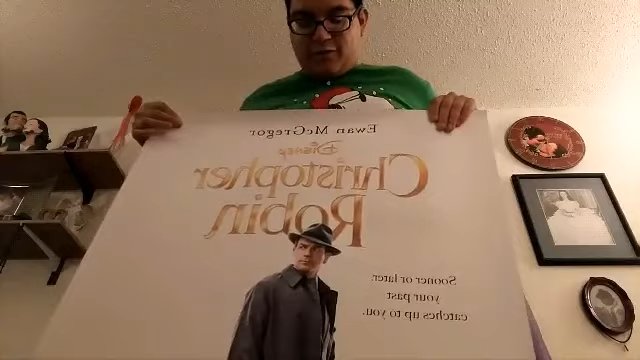 Ewan McGregor
Disney
Christopher
Robin
Sooner or later,
your past
catches up to you.